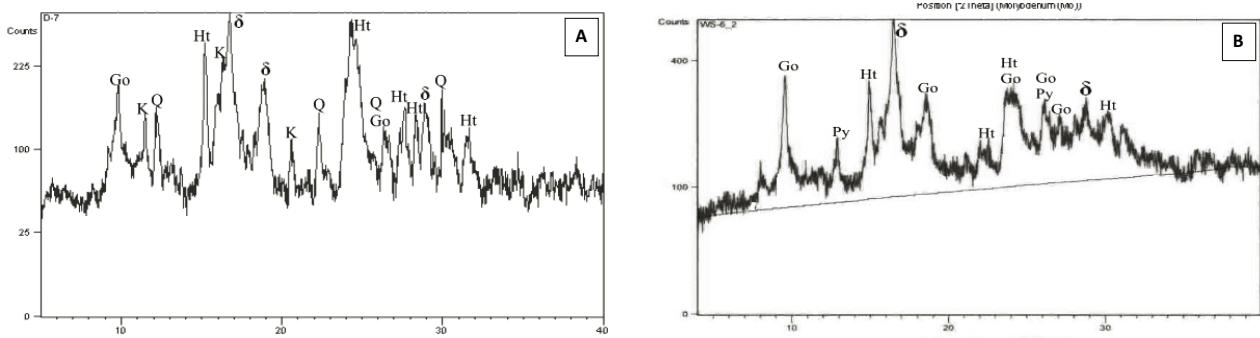 D-7
A
Counts
δ
Ht
Ht
K
225
δ
Q
Go
δ
Q
Ht
K
Q
Q
Ht
Go
K
Ht
100
25
0
10
20
30
40
Position [°2Theta] (Molybdenum (Mo))
Counts
WS-6_2
B
δ
400
Go
Ht
Ht
Go
Go
Go
Py
δ
Go
Ht
Py
Ht
100
0
10
20
30